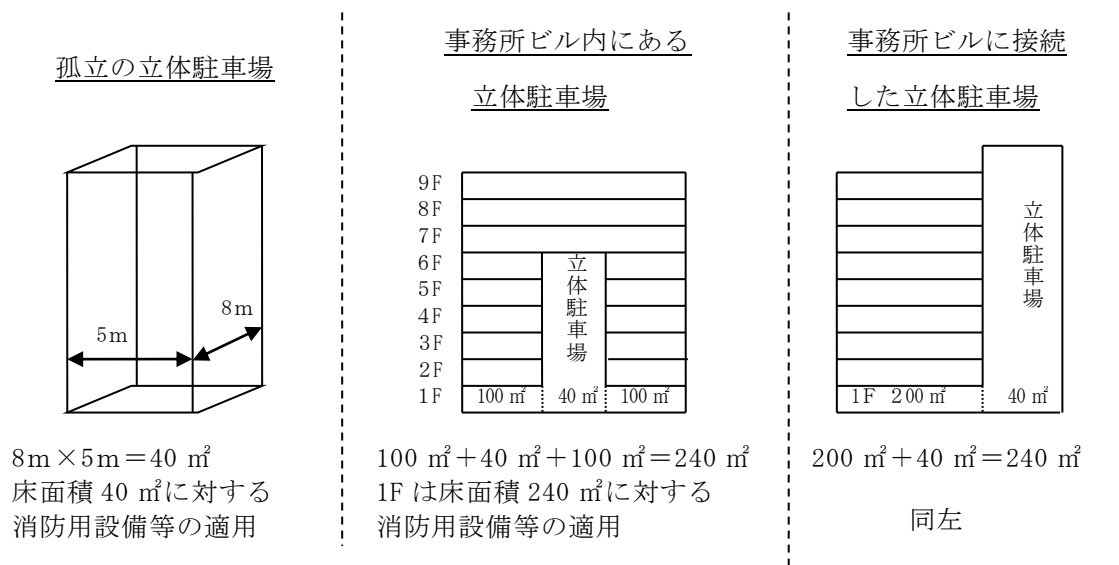 孤立の立体駐車場
8m
5m
8m×5m＝40 ㎡
床面積 40 ㎡に対する
消防用設備等の適用
事務所ビル内にある
立体駐車場
9F
8F
7F
6F
5F
4F
3F
2F
1F
立体駐車場
100 ㎡ 40 ㎡ 100 ㎡
100 ㎡＋40 ㎡＋100 ㎡＝240 ㎡
1F は床面積 240 ㎡に対する
消防用設備等の適用
事務所ビルに接続
した立体駐車場
立体駐車場
1F 200 ㎡ 40 ㎡
200 ㎡＋40 ㎡＝240 ㎡
同左